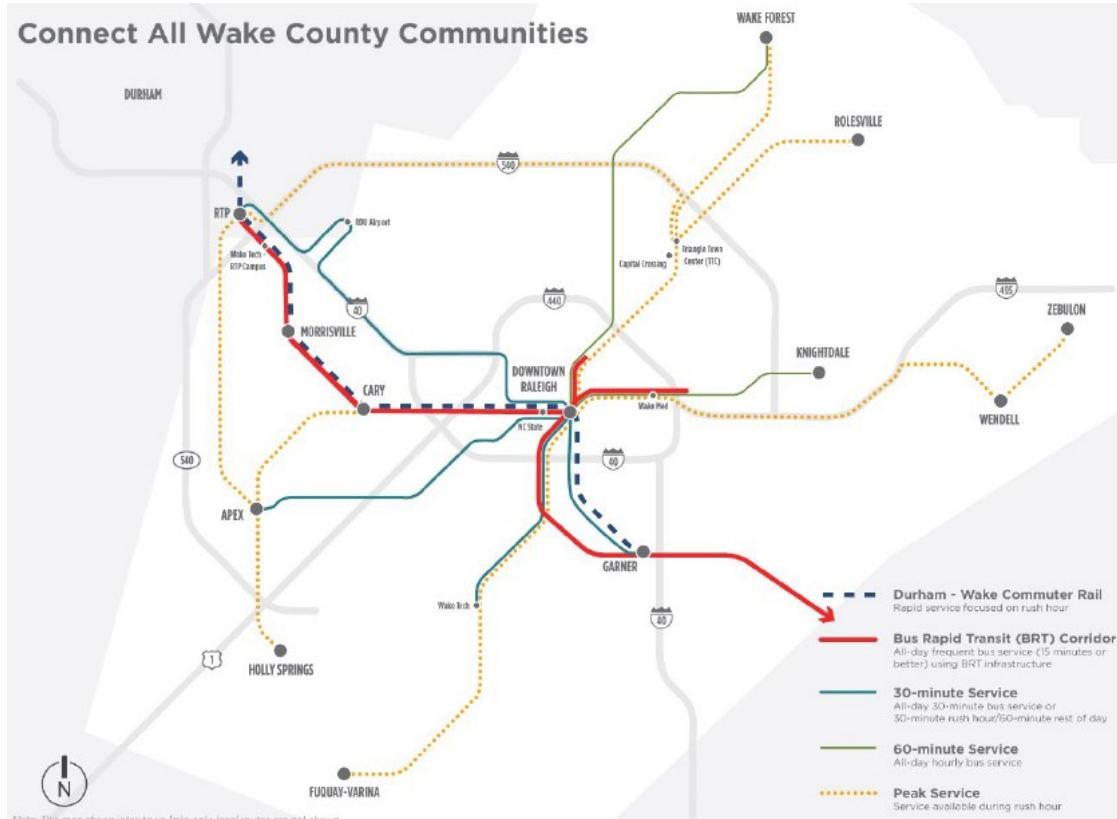 Connect All Wake County Communities
WAKE FOREST
DURHAM
ROLESVILLE
540
RTP
RDU Airport
Wake Tech -
RTP Campus
Triangle Town
Center (TTC)
Capital Crossing
40
440
495
ZEBULON
MORRISVILLE
KNIGHTDALE
DOWNTOWN
RALEIGH
CARY
Wake Med
NC State
WENDELL
540
40
APEX
GARNER
Wake Tech
40
HOLLY SPRINGS
1
FUQUAY-VARINA
N
Durham - Wake Commuter Rail
Rapid service focused on rush hour
Bus Rapid Transit (BRT) Corridor
All-day frequent bus service (15 minutes or
better) using BRT infrastructure
30-minute Service
All-day 30-minute bus service or
30-minute rush hour/60-minute rest of day
60-minute Service
All-day hourly bus service
Peak Service
Service available during rush hour